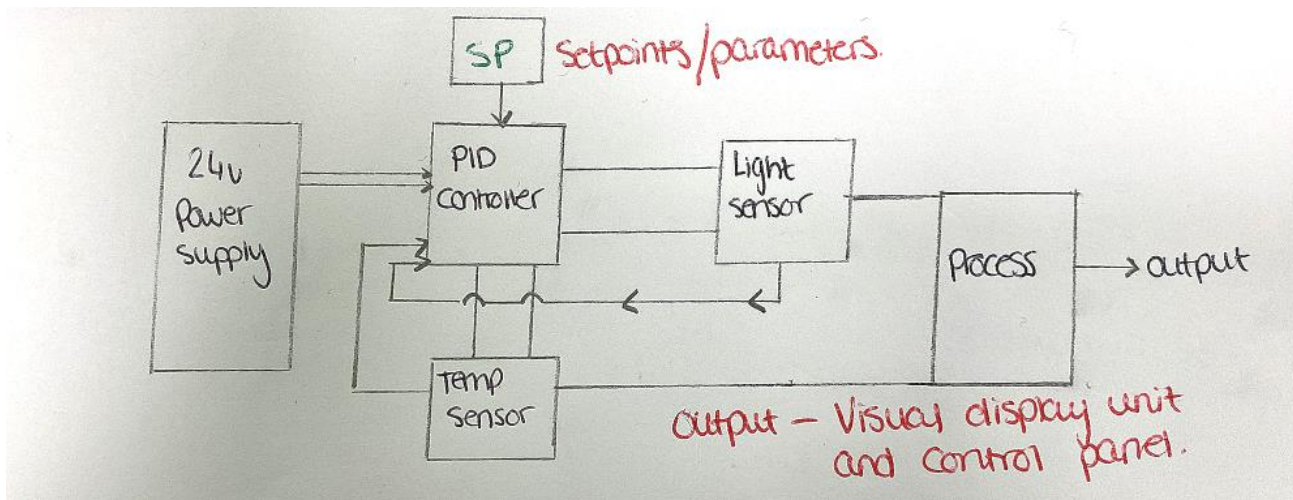 SP
Setpoints/parameters.
24v
Power
supply
PID
controller
Light
sensor
Process
output
Temp
sensor
Output – Visual display unit
and control panel.